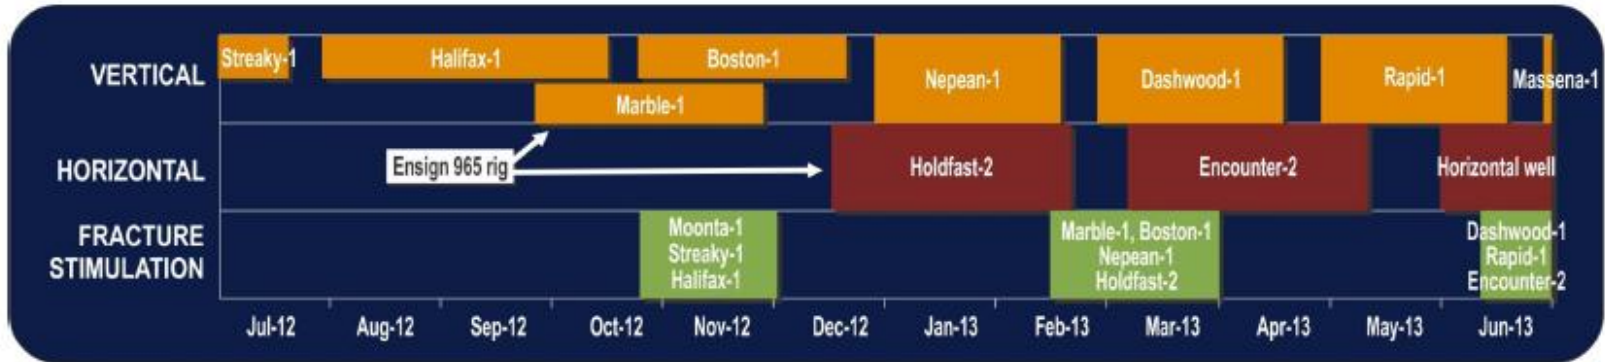 VERTICAL
Streaky-1
Halifax-1
Boston-1
Marble-1
Nepean-1
Dashwood-1
Rapid-1
Massena-1
HORIZONTAL
Ensign 965 rig
Holdfast-2
Encounter-2
Horizontal well
FRACTURE
STIMULATION
Moonta-1
Streaky-1
Halifax-1
Marble-1, Boston-1
Nepean-1
Holdfast-2
Dashwood-1
Rapid-1
Encounter-2
Jul-12
Aug-12
Sep-12
Oct-12
Nov-12
Dec-12
Jan-13
Feb-13
Mar-13
Apr-13
May-13
Jun-13